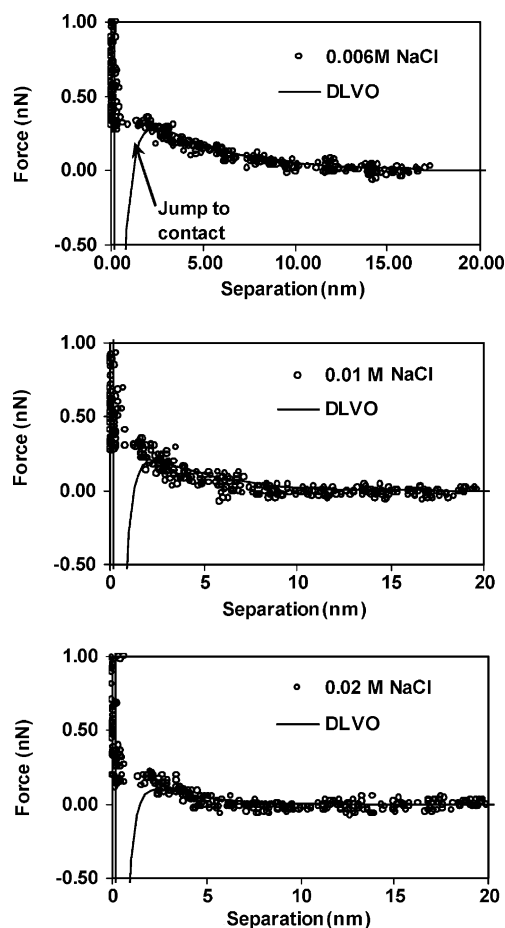 1.00
0.006M NaCl
DLVO
0.50
Force (nN)
0.00
Jump to
contact
-0.50
0.00 5.00 10.00 15.00 20.00
Separation (nm)
1.00
0.01 M NaCl
DLVO
0.50
Force (nN)
0.00
-0.50
0 5 10 15 20
Separation (nm)
1.00
0.02 M NaCl
DLVO
0.50
Force (nN)
0.00
-0.50
0 5 10 15 20
Separation (nm)